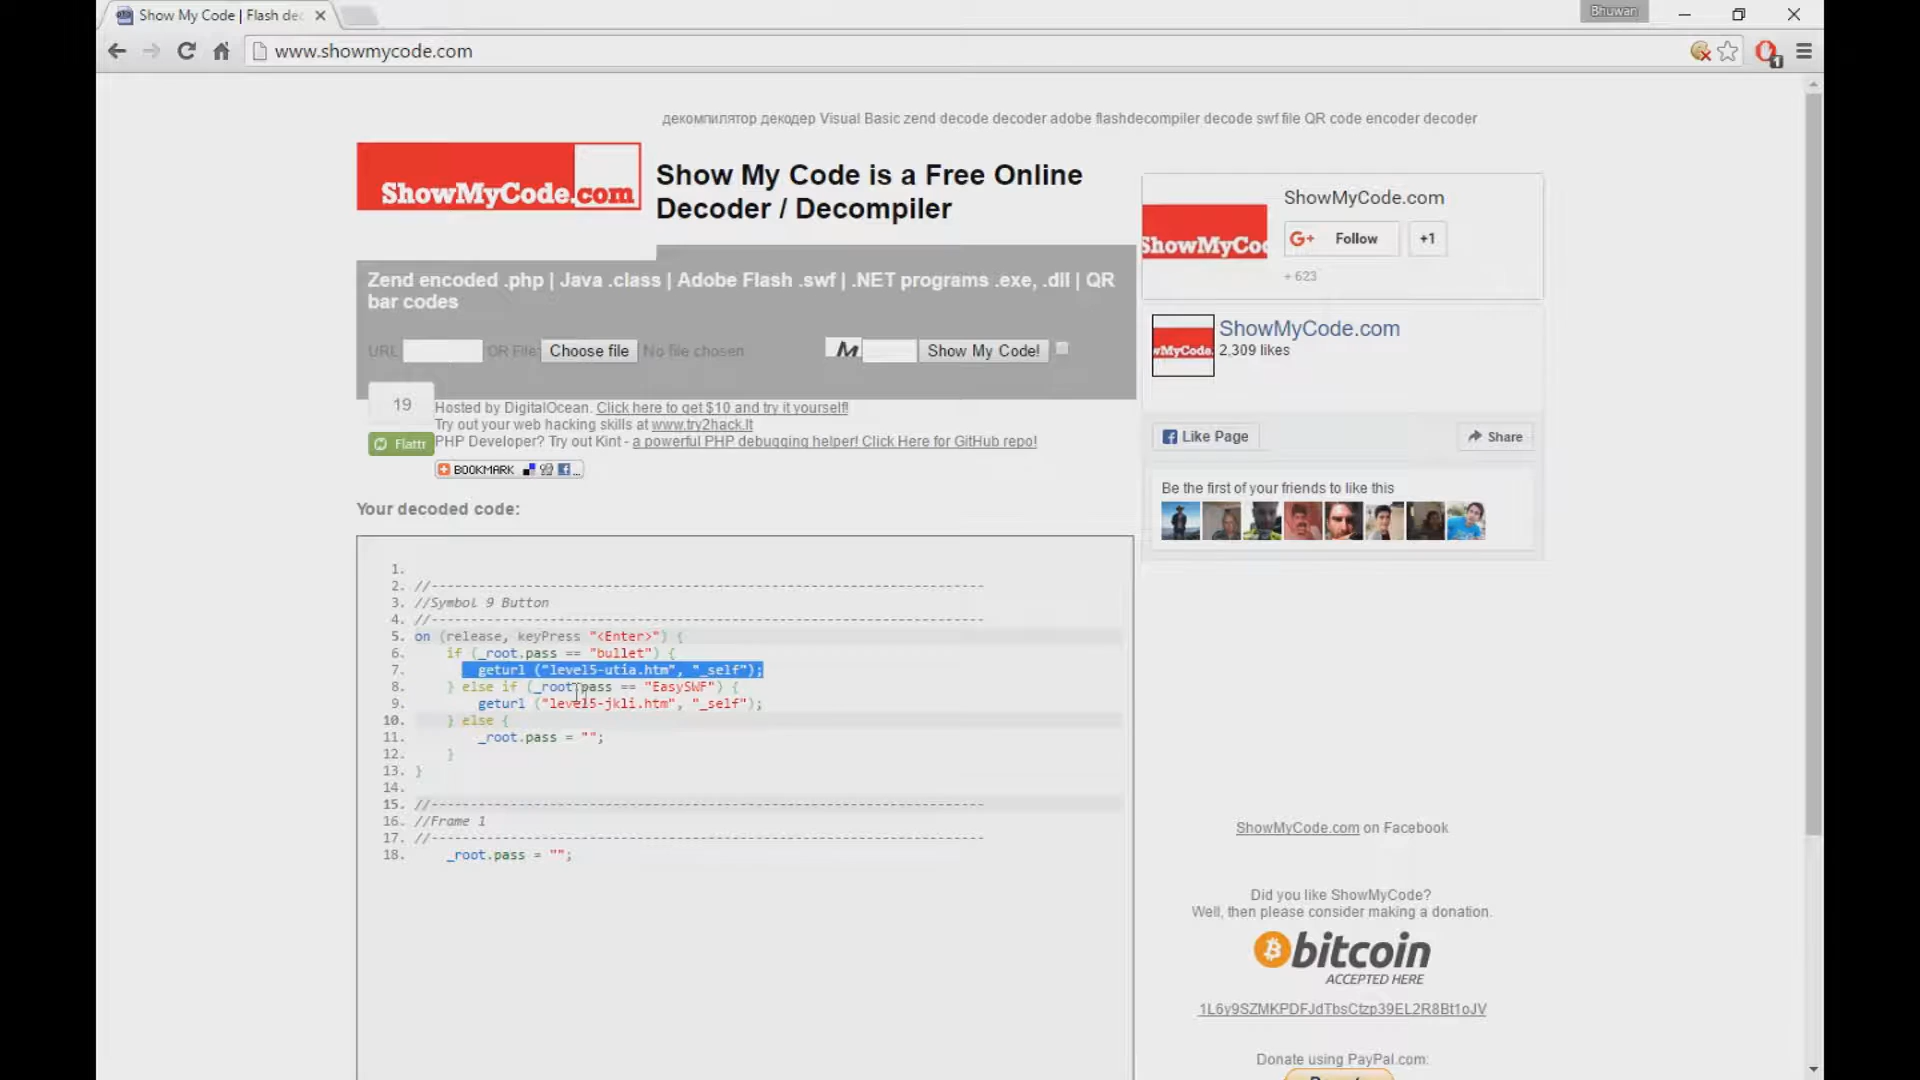 Show My Code | Flash dec
Bhuwan
www.showmycode.com
1
декомпилятор декодер Visual Basic zend decode decoder adobe flashdecompiler decode swf file QR code encoder decoder
ShowMyCode.com
Show My Code is a Free Online
Decoder / Decompiler
Zend encoded .php | Java .class | Adobe Flash .swf | .NET programs .exe, .dll | QR
bar codes
URL OR File: Choose file No file chosen M Show My Code!
19
Flattr
Hosted by DigitalOcean. Click here to get $10 and try it yourself!
Try out your web hacking skills at www.try2hack.lt
PHP Developer? Try out Kint - a powerful PHP debugging helper! Click Here for GitHub repo!
BOOKMARK
Your decoded code:
1.
2. //----------------------------------------------------------------------
3. //Symbol 9 Button
4. //----------------------------------------------------------------------
5. on (release, keyPress "<Enter>") {
6. if (_root.pass == "bullet") {
7. geturl ("level5-utia.htm", "_self");
8. } else if (_root.pass == "EasySWF") {
9. geturl ("level5-jkli.htm", "_self");
10. } else {
11. _root.pass = "";
12. }
13. }
14.
15. //----------------------------------------------------------------------
16. //Frame 1
17. //----------------------------------------------------------------------
18. _root.pass = "";
ShowMyCode.com
ShowMyCo
G+ Follow +1
+ 623
wMyCode.
ShowMyCode.com
2,309 likes
Like Page
Share
Be the first of your friends to like this
ShowMyCode.com on Facebook
Did you like ShowMyCode?
Well, then please consider making a donation.
bitcoin
ACCEPTED HERE
1L6y9SZMKPDFJdTbsCtzp39EL2R8Bt1oJV
Donate using PayPal.com: